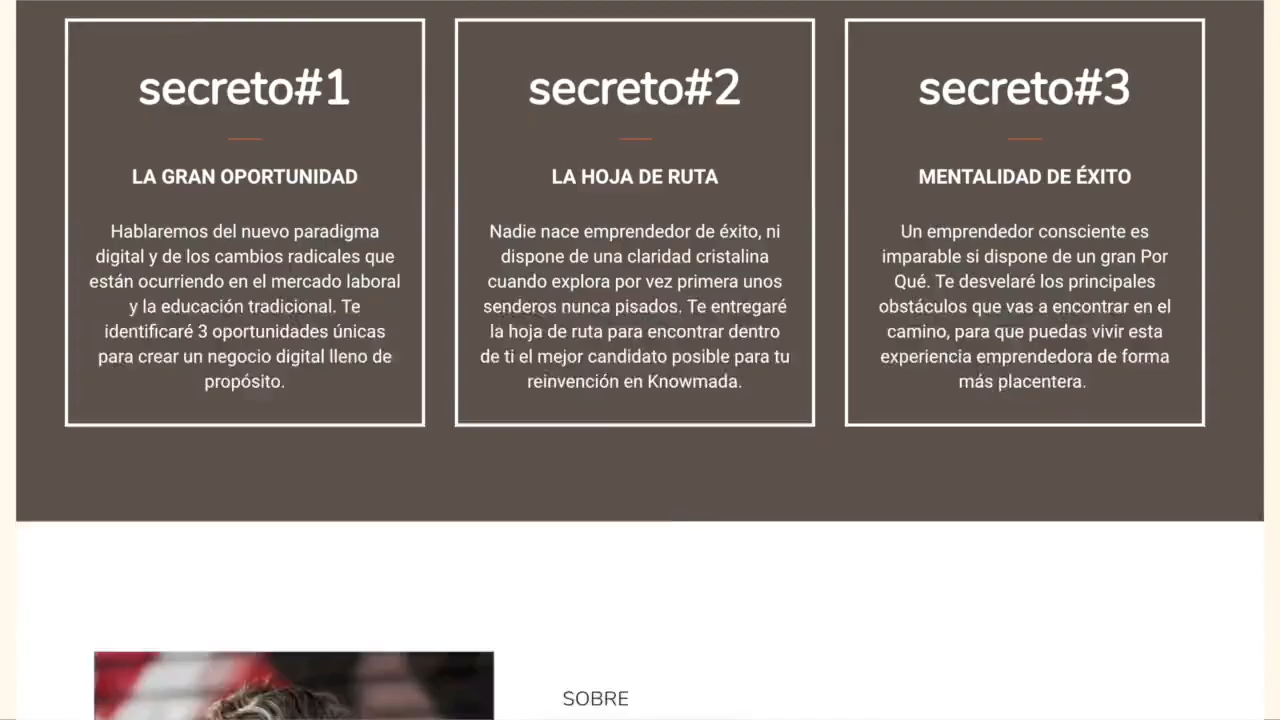 secreto#1
LA GRAN OPORTUNIDAD
Hablaremos del nuevo paradigma
digital y de los cambios radicales que
están ocurriendo en el mercado laboral
y la educación tradicional. Te
identificaré 3 oportunidades únicas
para crear un negocio digital lleno de
propósito.
secreto#2
LA HOJA DE RUTA
Nadie nace emprendedor de éxito, ni
dispone de una claridad cristalina
cuando explora por vez primera unos
senderos nunca pisados. Te entregaré
la hoja de ruta para encontrar dentro
de ti el mejor candidato posible para tu
reinvención en Knowmada.
secreto#3
MENTALIDAD DE ÉXITO
Un emprendedor consciente es
imparable si dispone de un gran Por
Qué. Te desvelaré los principales
obstáculos que vas a encontrar en el
camino, para que puedas vivir esta
experiencia emprendedora de forma
más placentera.
SOBRE